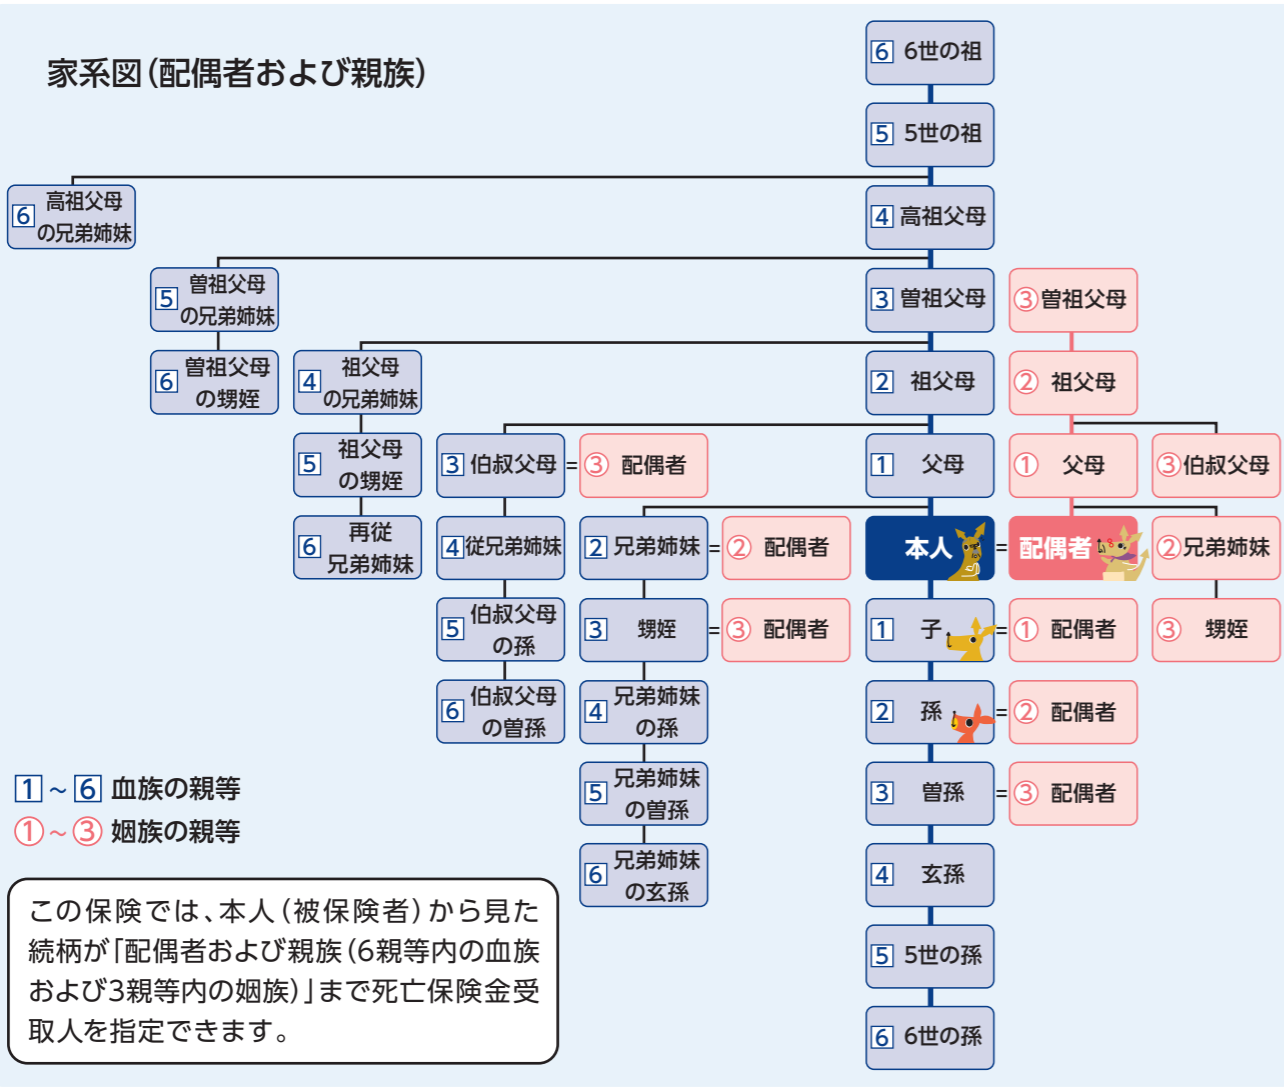 家系図（配偶者および親族）
6 6世の祖
5 5世の祖
6 高祖父母
の兄弟姉妹
4 高祖父母
5 曽祖父母
の兄弟姉妹
3 曽祖父母
③ 曽祖父母
6 曽祖父母
の甥姪
4 祖父母
の兄弟姉妹
2 祖父母
② 祖父母
5 祖父母
の甥姪
3 伯叔父母
=
③ 配偶者
1 父母
① 父母
③ 伯叔父母
6 再従
兄弟姉妹
4 従兄弟姉妹
2 兄弟姉妹
=
② 配偶者
本人
=
配偶者
② 兄弟姉妹
5 伯叔父母
の孫
3 甥姪
=
③ 配偶者
1 子
=
① 配偶者
③ 甥姪
6 伯叔父母
の曽孫
4 兄弟姉妹
の孫
2 孫
=
② 配偶者
5 兄弟姉妹
の曽孫
3 曽孫
=
③ 配偶者
6 兄弟姉妹
の玄孫
4 玄孫
5 5世の孫
6 6世の孫
1～6 血族の親等
①～③ 姻族の親等
この保険では、本人（被保険者）から見た
続柄が「配偶者および親族（6親等内の血族
および3親等内の姻族）」まで死亡保険金受
取人を指定できます。